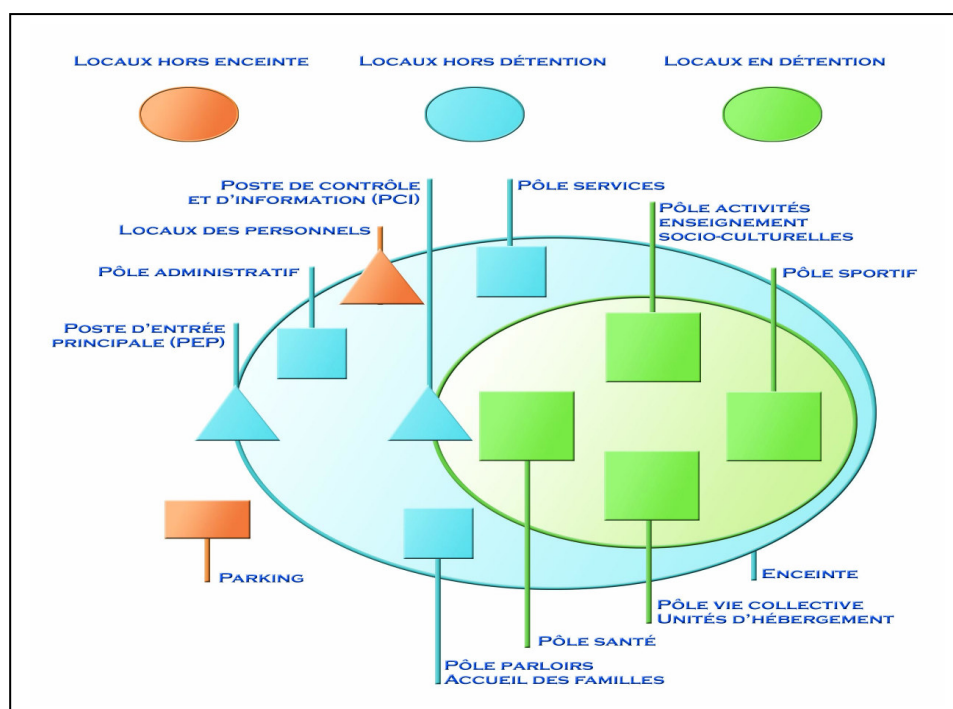 LOCAUX HORS ENCEINTE
LOCAUX HORS DÉTENTION
LOCAUX EN DÉTENTION
POSTE DE CONTRÔLE
ET D'INFORMATION (PCI)
PÔLE SERVICES
PÔLE ACTIVITÉS
ENSEIGNEMENT
SOCIO-CULTURELLES
LOCAUX DES PERSONNELS
PÔLE ADMINISTRATIF
PÔLE SPORTIF
POSTE D'ENTRÉE
PRINCIPALE (PEP)
PARKING
ENCEINTE
PÔLE VIE COLLECTIVE
UNITÉS D'HÉBERGEMENT
PÔLE SANTÉ
PÔLE PARLOIRS
ACCUEIL DES FAMILLES